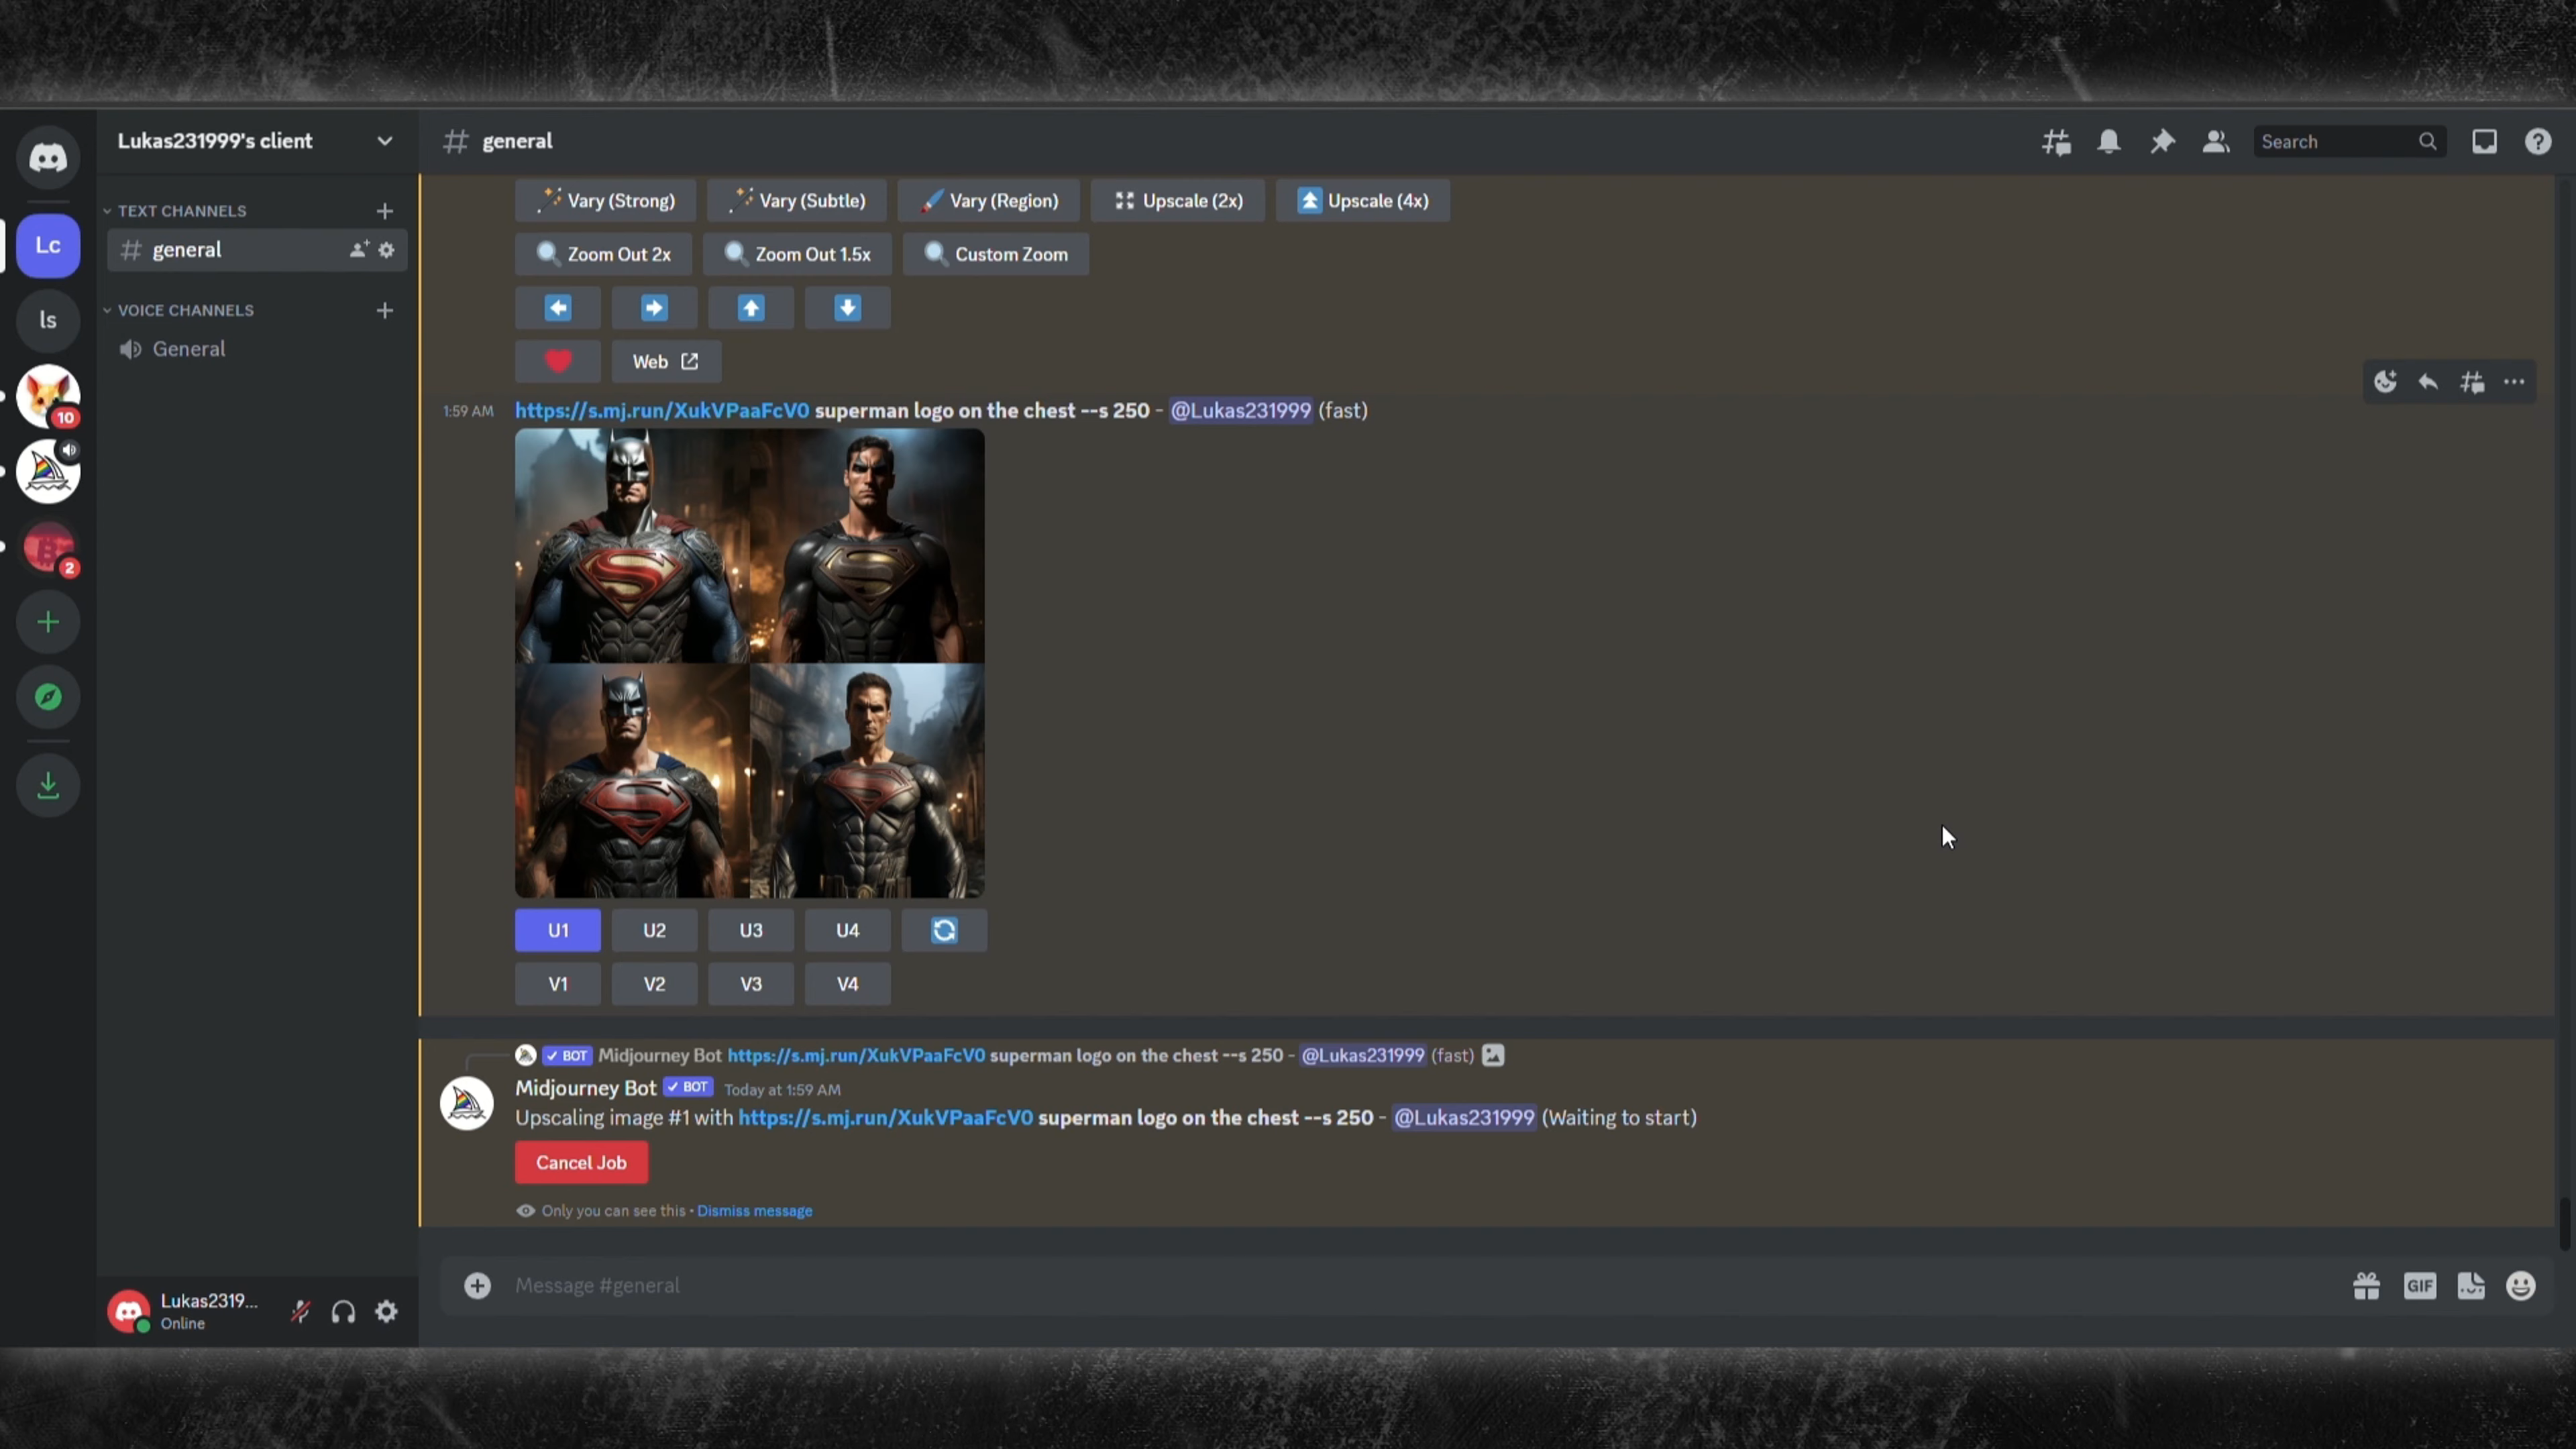 Lukas231999's client
# general
Search
TEXT CHANNELS
# general
VOICE CHANNELS
General
Lc
ls
10
2
Vary (Strong)
Vary (Subtle)
Vary (Region)
Upscale (2x)
Upscale (4x)
Zoom Out 2x
Zoom Out 1.5x
Custom Zoom
Web
1:59 AM https://s.mj.run/XukVPaaFcV0 superman logo on the chest --s 250 - @Lukas231999 (fast)
U1 U2 U3 U4
V1 V2 V3 V4
✓ BOT Midjourney Bot https://s.mj.run/XukVPaaFcV0 superman logo on the chest --s 250 - @Lukas231999 (fast)
Midjourney Bot ✓ BOT Today at 1:59 AM
Upscaling image #1 with https://s.mj.run/XukVPaaFcV0 superman logo on the chest --s 250 - @Lukas231999 (Waiting to start)
Cancel Job
Only you can see this • Dismiss message
Message #general
GIF
Lukas2319...
Online